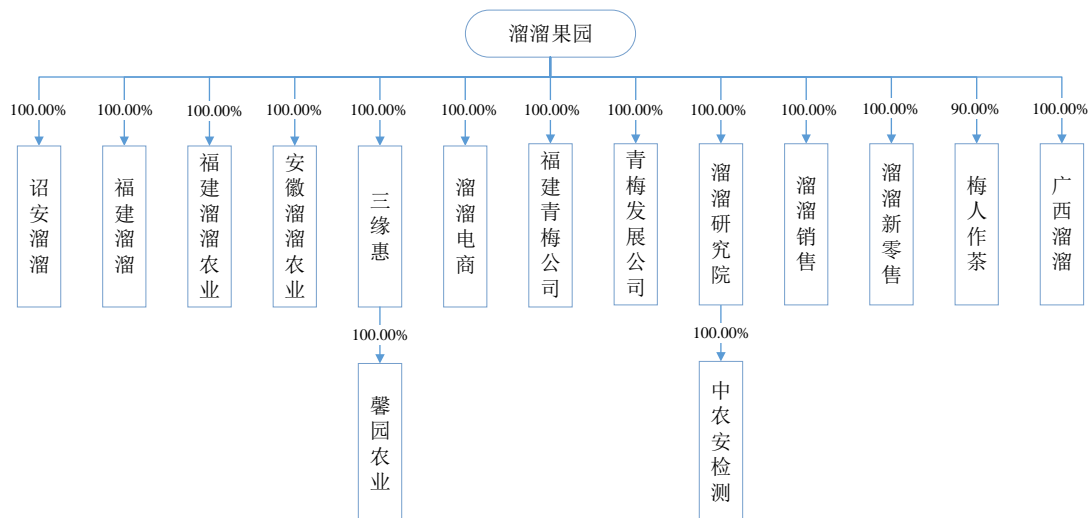 溜溜果园
100.00%
100.00%
100.00%
100.00%
100.00%
100.00%
100.00%
100.00%
100.00%
100.00%
100.00%
90.00%
100.00%
诏安溜溜
福建溜溜
福建溜溜农业
安徽溜溜农业
三缘惠
溜溜电商
福建青梅公司
青梅发展公司
溜溜研究院
溜溜销售
溜溜新零售
梅人作茶
广西溜溜
100.00%
100.00%
馨园农业
中农安检测